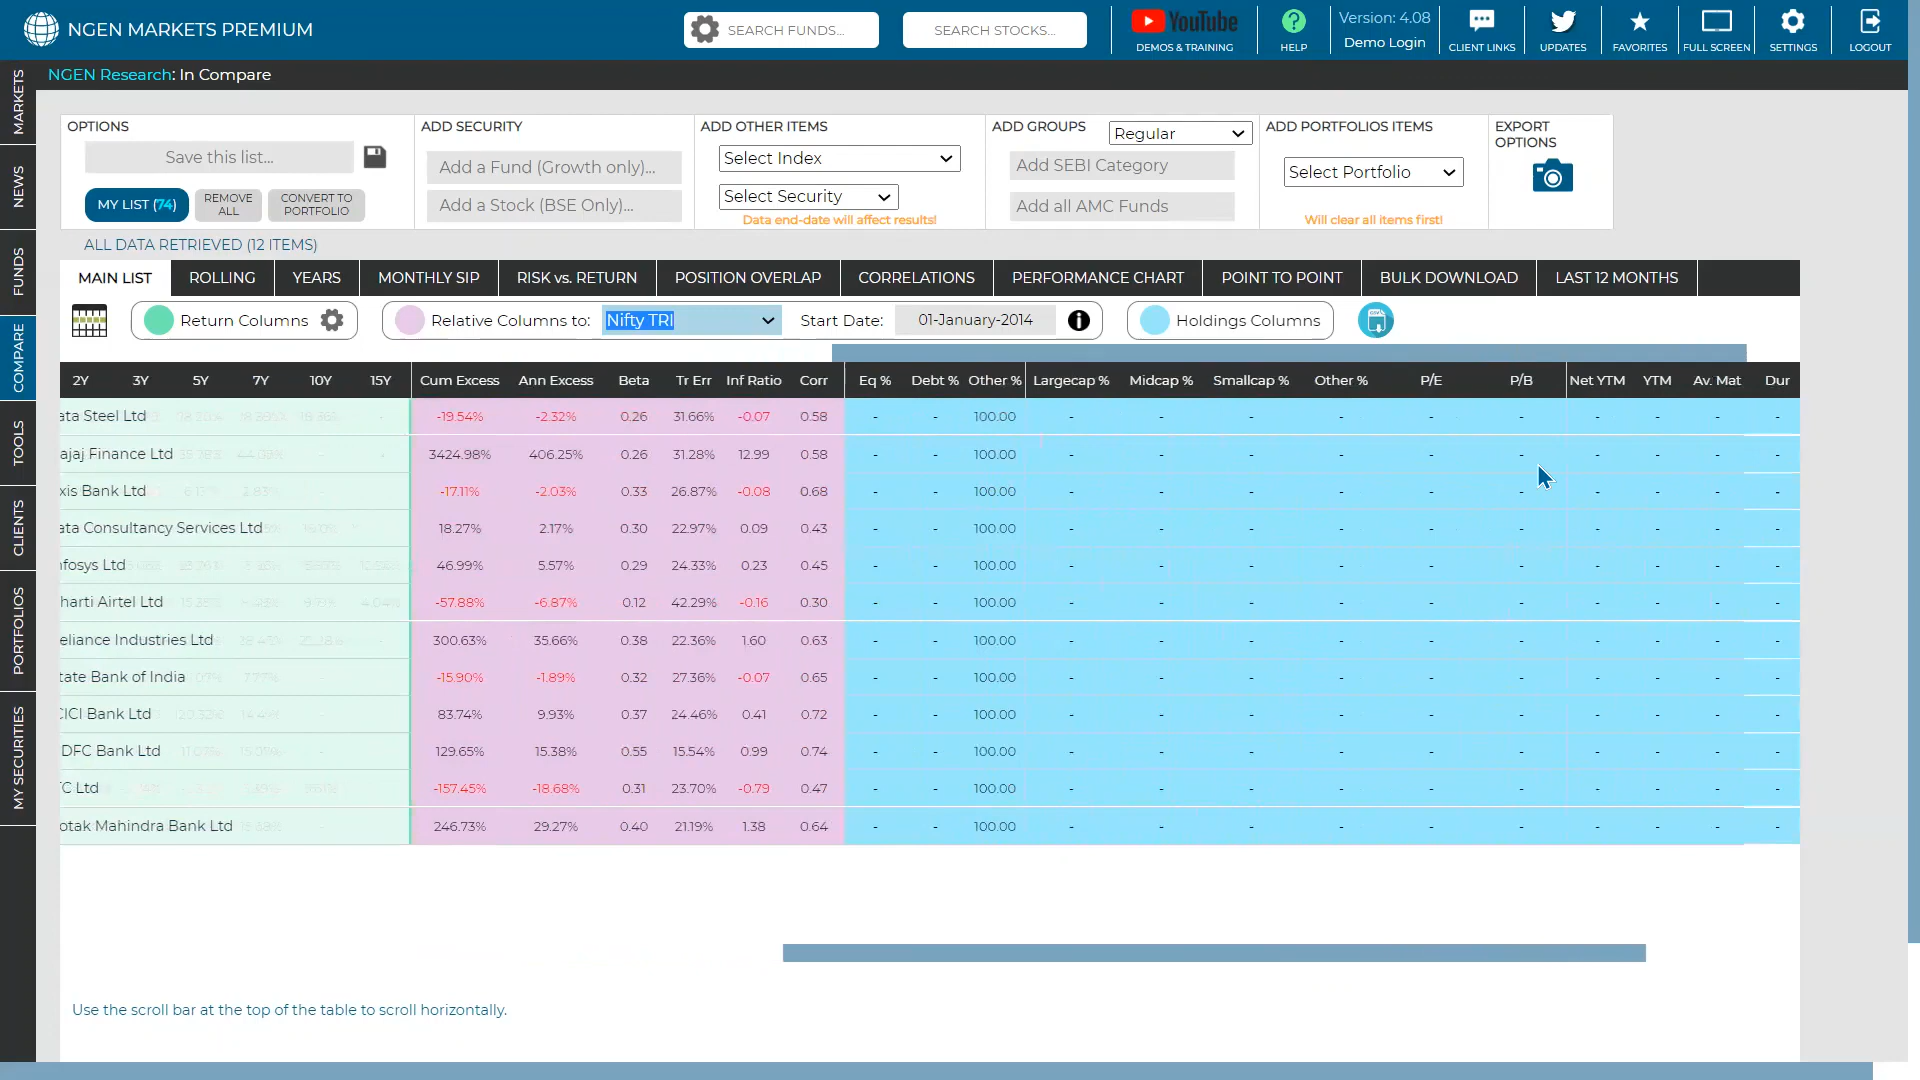 NGEN MARKETS PREMIUM
SEARCH FUNDS...
SEARCH STOCKS...
YouTube
DEMOS & TRAINING
HELP
Version: 4.08
Demo Login
CLIENT LINKS
UPDATES
FAVORITES
FULL SCREEN
SETTINGS
LOGOUT
NGEN Research: In Compare
MARKETS
NEWS
FUNDS
COMPARE
TOOLS
CLIENTS
PORTFOLIOS
MY SECURITIES
OPTIONS
Save this list...
MY LIST (74)
REMOVE ALL
CONVERT TO PORTFOLIO
ADD SECURITY
Add a Fund (Growth only)...
Add a Stock (BSE Only)...
ADD OTHER ITEMS
Select Index
Select Security
Data end-date will affect results!
ADD GROUPS
Regular
Add SEBI Category
Add all AMC Funds
ADD PORTFOLIOS ITEMS
Select Portfolio
Will clear all items first!
EXPORT OPTIONS
ALL DATA RETRIEVED (12 ITEMS)
MAIN LIST ROLLING YEARS MONTHLY SIP RISK vs. RETURN POSITION OVERLAP CORRELATIONS PERFORMANCE CHART POINT TO POINT BULK DOWNLOAD LAST 12 MONTHS
Return Columns
Relative Columns to: Nifty TRI
Start Date: 01-January-2014
Holdings Columns
2Y 3Y 5Y 7Y 10Y 15Y Cum Excess Ann Excess Beta Tr Err Inf Ratio Corr Eq % Debt % Other % Largecap % Midcap % Smallcap % Other % P/E P/B Net YTM YTM Av. Mat Dur
ata Steel Ltd -19.54% -2.32% 0.26 31.66% -0.07 0.58 - - 100.00 - - - - - - - - - -
ajaj Finance Ltd 3424.98% 406.25% 0.26 31.28% 12.99 0.58 - - 100.00 - - - - - - - - - -
xis Bank Ltd -17.11% -2.03% 0.33 26.87% -0.08 0.68 - - 100.00 - - - - - - - - - -
ata Consultancy Services Ltd 18.27% 2.17% 0.30 22.97% 0.09 0.43 - - 100.00 - - - - - - - - - -
nfosys Ltd 46.99% 5.57% 0.29 24.33% 0.23 0.45 - - 100.00 - - - - - - - - - -
harti Airtel Ltd -57.88% -6.87% 0.12 42.29% -0.16 0.30 - - 100.00 - - - - - - - - - -
eliance Industries Ltd 300.63% 35.66% 0.38 22.36% 1.60 0.63 - - 100.00 - - - - - - - - - -
tate Bank of India -15.90% -1.89% 0.32 27.36% -0.07 0.65 - - 100.00 - - - - - - - - - -
CICI Bank Ltd 83.74% 9.93% 0.37 24.46% 0.41 0.72 - - 100.00 - - - - - - - - - -
DFC Bank Ltd 129.65% 15.38% 0.55 15.54% 0.99 0.74 - - 100.00 - - - - - - - - - -
TC Ltd -157.45% -18.68% 0.31 23.70% -0.79 0.47 - - 100.00 - - - - - - - - - -
otak Mahindra Bank Ltd 246.73% 29.27% 0.40 21.19% 1.38 0.64 - - 100.00 - - - - - - - - - -
Use the scroll bar at the top of the table to scroll horizontally.